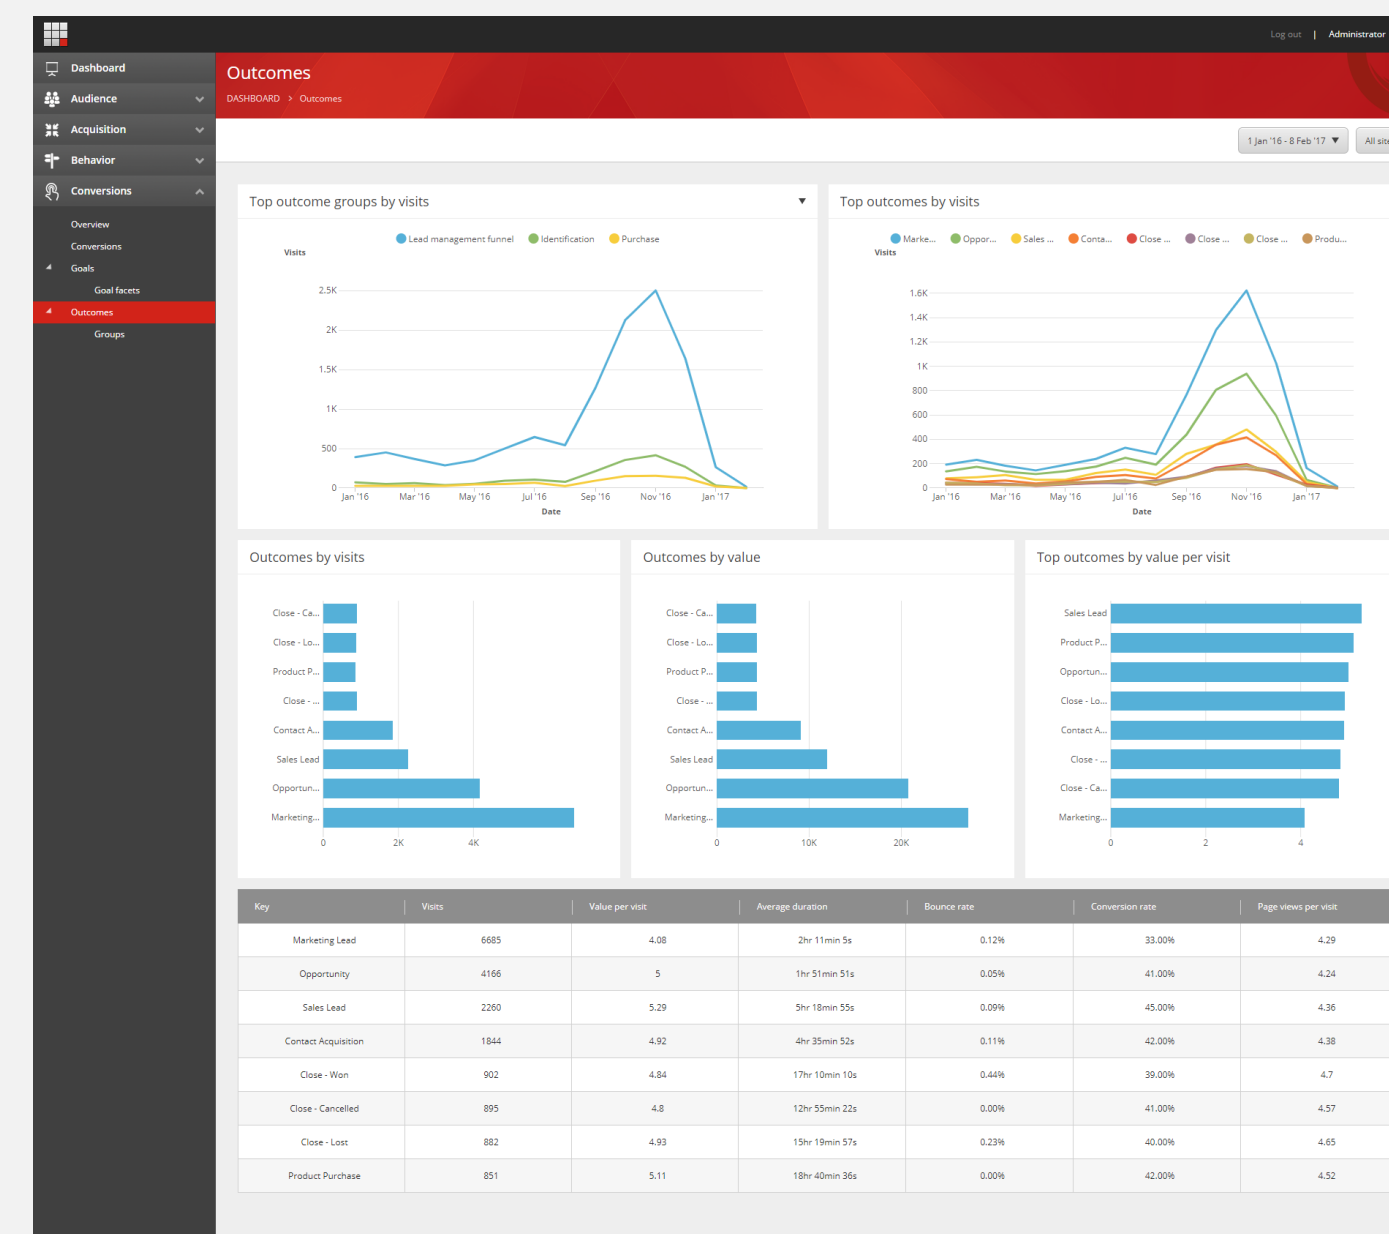 Log out | Administrator
Dashboard
Audience
Acquisition
Behavior
Conversions
Overview
Conversions
Goals
Goal facets
Outcomes
Groups
Outcomes
DASHBOARD > Outcomes
1 Jan '16 - 8 Feb '17 ▼
All site
Top outcome groups by visits ▼
Lead management funnel Identification Purchase
Visits
2.5K
2K
1.5K
1K
500
0
Jan '16 Mar '16 May '16 Jul '16 Sep '16 Nov '16 Jan '17
Date
Top outcomes by visits
Marke... Oppor... Sales ... Conta... Close ... Close ... Close ... Produ...
Visits
1.6K
1.4K
1.2K
1K
800
600
400
200
0
Jan '16 Mar '16 May '16 Jul '16 Sep '16 Nov '16 Jan '17
Date
Outcomes by visits
Close - Ca...
Close - Lo...
Product P...
Close - ...
Contact A...
Sales Lead
Opportun...
Marketing...
0 2K 4K
Outcomes by value
Close - Ca...
Close - Lo...
Product P...
Close - ...
Contact A...
Sales Lead
Opportun...
Marketing...
0 10K 20K
Top outcomes by value per visit
Sales Lead
Product P...
Opportun...
Close - Lo...
Contact A...
Close - ...
Close - Ca...
Marketing...
0 2 4
Key Visits Value per visit Average duration Bounce rate Conversion rate Page views per visit
Marketing Lead 6685 4.08 2hr 11min 5s 0.12% 33.00% 4.29
Opportunity 4166 5 1hr 51min 51s 0.05% 41.00% 4.24
Sales Lead 2260 5.29 5hr 18min 55s 0.09% 45.00% 4.36
Contact Acquisition 1844 4.92 4hr 35min 52s 0.11% 42.00% 4.38
Close - Won 902 4.84 17hr 10min 10s 0.44% 39.00% 4.7
Close - Cancelled 895 4.8 12hr 55min 22s 0.00% 41.00% 4.57
Close - Lost 882 4.93 15hr 19min 57s 0.23% 40.00% 4.65
Product Purchase 851 5.11 18hr 40min 36s 0.00% 42.00% 4.52